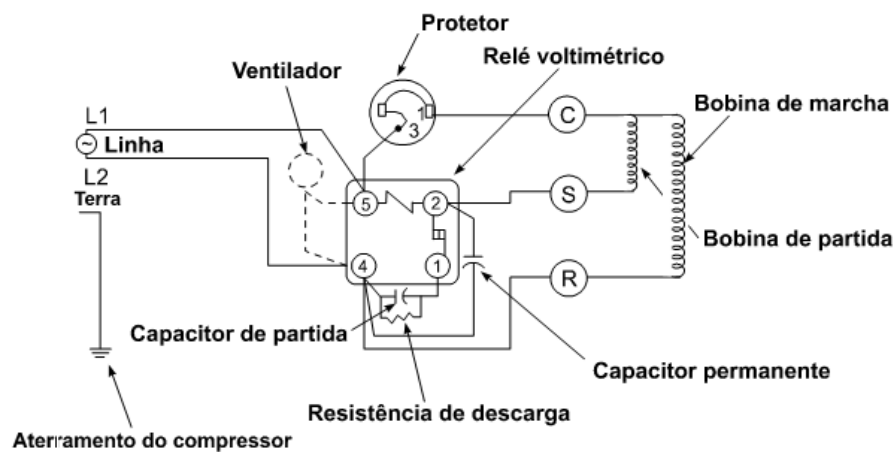 Protetor
Relé voltimétrico
Ventilador
Bobina de marcha
L1
Linha
L2
Terra
1
3
C
5
2
S
Bobina de partida
4
1
R
Capacitor de partida
Capacitor permanente
Resistência de descarga
Aterramento do compressor